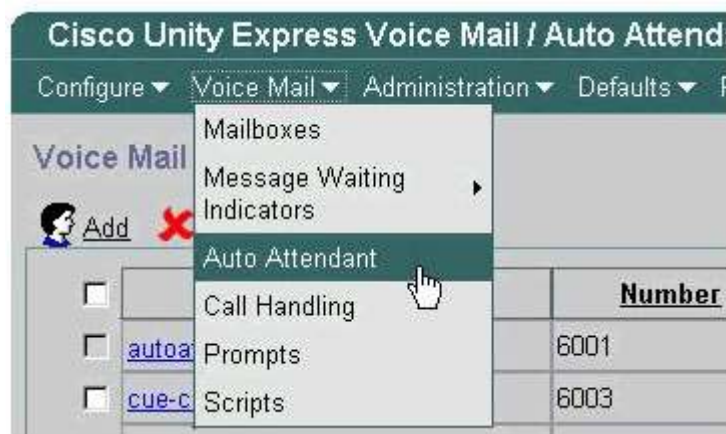 Cisco Unity Express Voice Mail / Auto Attend
Configure Voice Mail Administration Defaults
Voice Mail
Mailboxes
Message Waiting
Indicators
Add
Auto Attendant
Call Handling
Number
autoa
Prompts
6001
cue-c
Scripts
6003